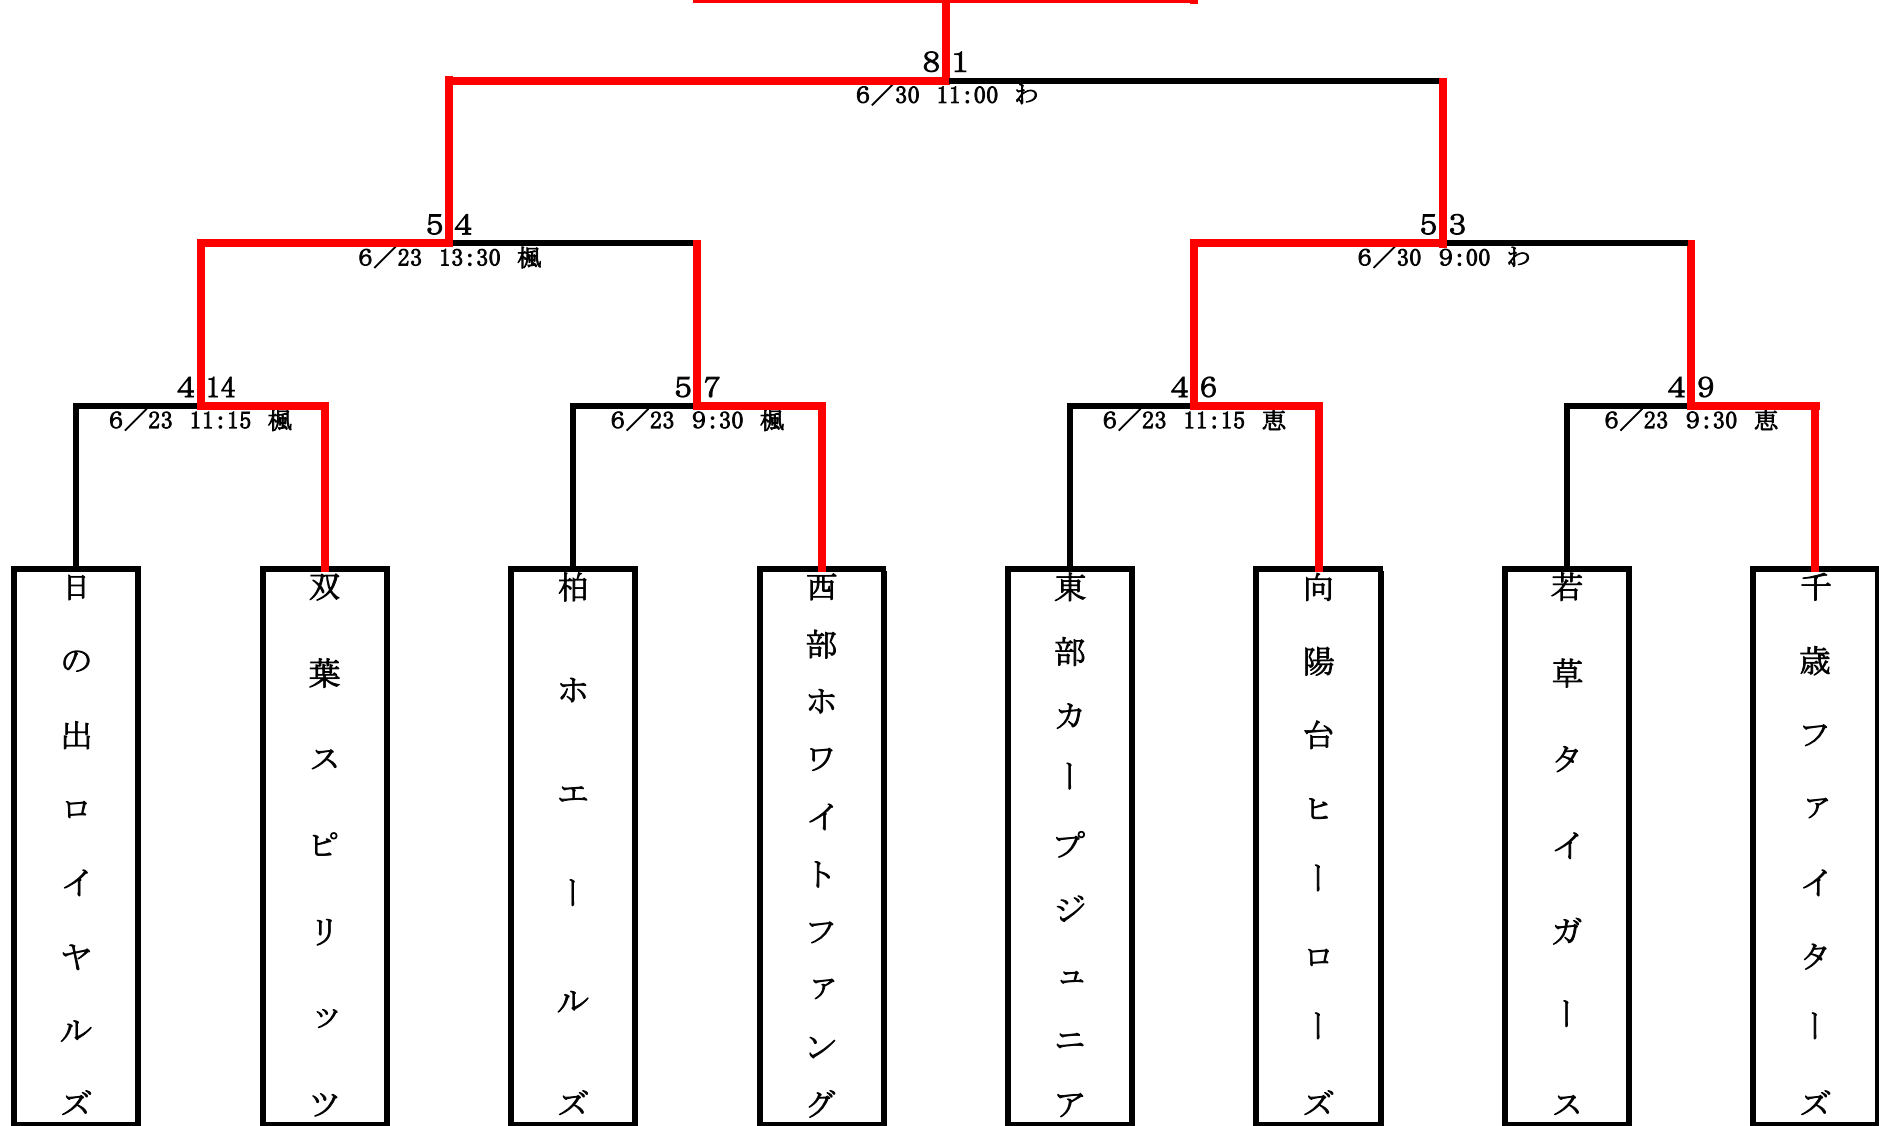 8 1
6／30 11:00 わ
5 4
5 3
6／23 13:30 楓
6／30 9:00 わ
4 14
5 7
4 6
4 9
6／23 11:15 楓
6／23 9:30 楓
6／23 11:15 恵
6／23 9:30 恵
日の出ロイヤルズ
双葉スピリッツ
柏ホエールズ
西部ホワイトファング
東部カープジュニア
向陽台ヒーローズ
若草タイガース
千歳ファイターズ